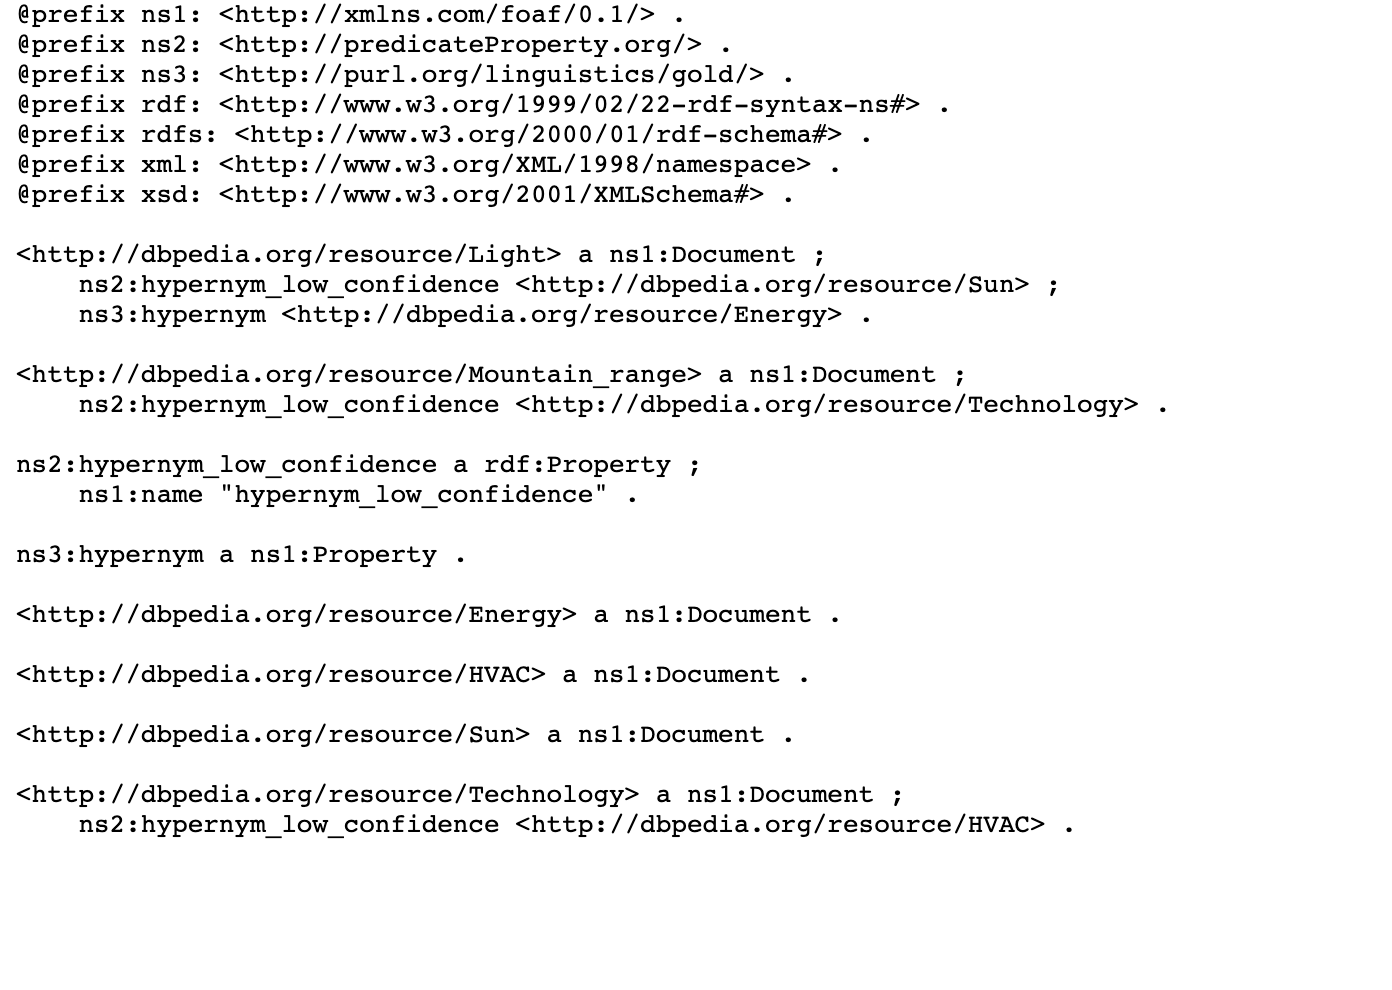 @prefix ns1: <http://xmlns.com/foaf/0.1/> .
@prefix ns2: <http://predicateProperty.org/> .
@prefix ns3: <http://purl.org/linguistics/gold/> .
@prefix rdf: <http://www.w3.org/1999/02/22-rdf-syntax-ns#> .
@prefix rdfs: <http://www.w3.org/2000/01/rdf-schema#> .
@prefix xml: <http://www.w3.org/XML/1998/namespace> .
@prefix xsd: <http://www.w3.org/2001/XMLSchema#> .

<http://dbpedia.org/resource/Light> a ns1:Document ;
    ns2:hypernym_low_confidence <http://dbpedia.org/resource/Sun> ;
    ns3:hypernym <http://dbpedia.org/resource/Energy> .

<http://dbpedia.org/resource/Mountain_range> a ns1:Document ;
    ns2:hypernym_low_confidence <http://dbpedia.org/resource/Technology> .

ns2:hypernym_low_confidence a rdf:Property ;
    ns1:name "hypernym_low_confidence" .

ns3:hypernym a ns1:Property .

<http://dbpedia.org/resource/Energy> a ns1:Document .

<http://dbpedia.org/resource/HVAC> a ns1:Document .

<http://dbpedia.org/resource/Sun> a ns1:Document .

<http://dbpedia.org/resource/Technology> a ns1:Document ;
    ns2:hypernym_low_confidence <http://dbpedia.org/resource/HVAC> .